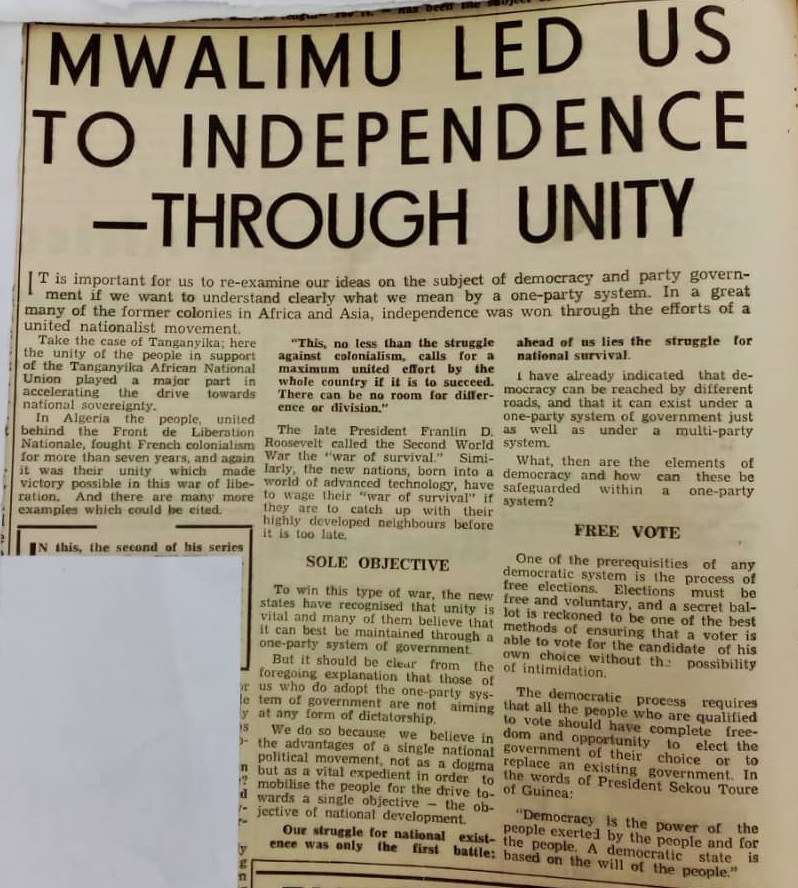 MWALIMU LED US
TO INDEPENDENCE
—THROUGH UNITY
IT is important for us to re-examine our ideas on the subject of democracy and party govern-
ment if we want to understand clearly what we mean by a one-party system. In a great
many of the former colonies in Africa and Asia, independence was won through the efforts of a
united nationalist movement.
Take the case of Tanganyika; here
the unity of the people in support
of the Tanganyika African National
Union played a major part in
accelerating the drive towards
national sovereignty.
In Algeria the people, united
behind the Front de Liberation
Nationale, fought French colonialism
for more than seven years, and again
it was their unity which made
victory possible in this war of libe-
ration. And there are many more
examples which could be cited.
IN this, the second of his series
"This, no less than the struggle
against colonialism, calls for a
maximum united effort by the
whole country if it is to succeed.
There can be no room for differ-
ence or division."
The late President Franlin D.
Roosevelt called the Second World
War the "war of survival." Simi-
larly, the new nations, born into a
world of advanced technology, have
to wage their "war of survival" if
they are to catch up with their
highly developed neighbours before
it is too late.
SOLE OBJECTIVE
To win this type of war, the new
states have recognised that unity is
vital and many of them believe that
it can best be maintained through a
one-party system of government.
But it should be clear from the
foregoing explanation that those of
us who do adopt the one-party sys-
tem of government are not aiming
at any form of dictatorship.
We do so because we believe in
the advantages of a single national
political movement, not as a dogma
but as a vital expedient in order to
mobilise the people for the drive to-
wards a single objective — the ob-
jective of national development.
Our struggle for national exist-
ence was only the first battle;
ahead of us lies the struggle for
national survival.
I have already indicated that de-
mocracy can be reached by different
roads, and that it can exist under a
one-party system of government just
as well as under a multi-party
system.
What, then are the elements of
democracy and how can these be
safeguarded within a one-party
system?
FREE VOTE
One of the prerequisites of any
democratic system is the process of
free elections. Elections must be
free and voluntary, and a secret bal-
lot is reckoned to be one of the best
methods of ensuring that a voter is
able to vote for the candidate of his
own choice without the possibility
of intimidation.
The democratic process requires
that all the people who are qualified
to vote should have complete free-
dom and opportunity to elect the
government of their choice or to
replace an existing government. In
the words of President Sekou Toure
of Guinea:
"Democracy is the power of the
people exerted by the people and for
the people. A democratic state is
based on the will of the people."